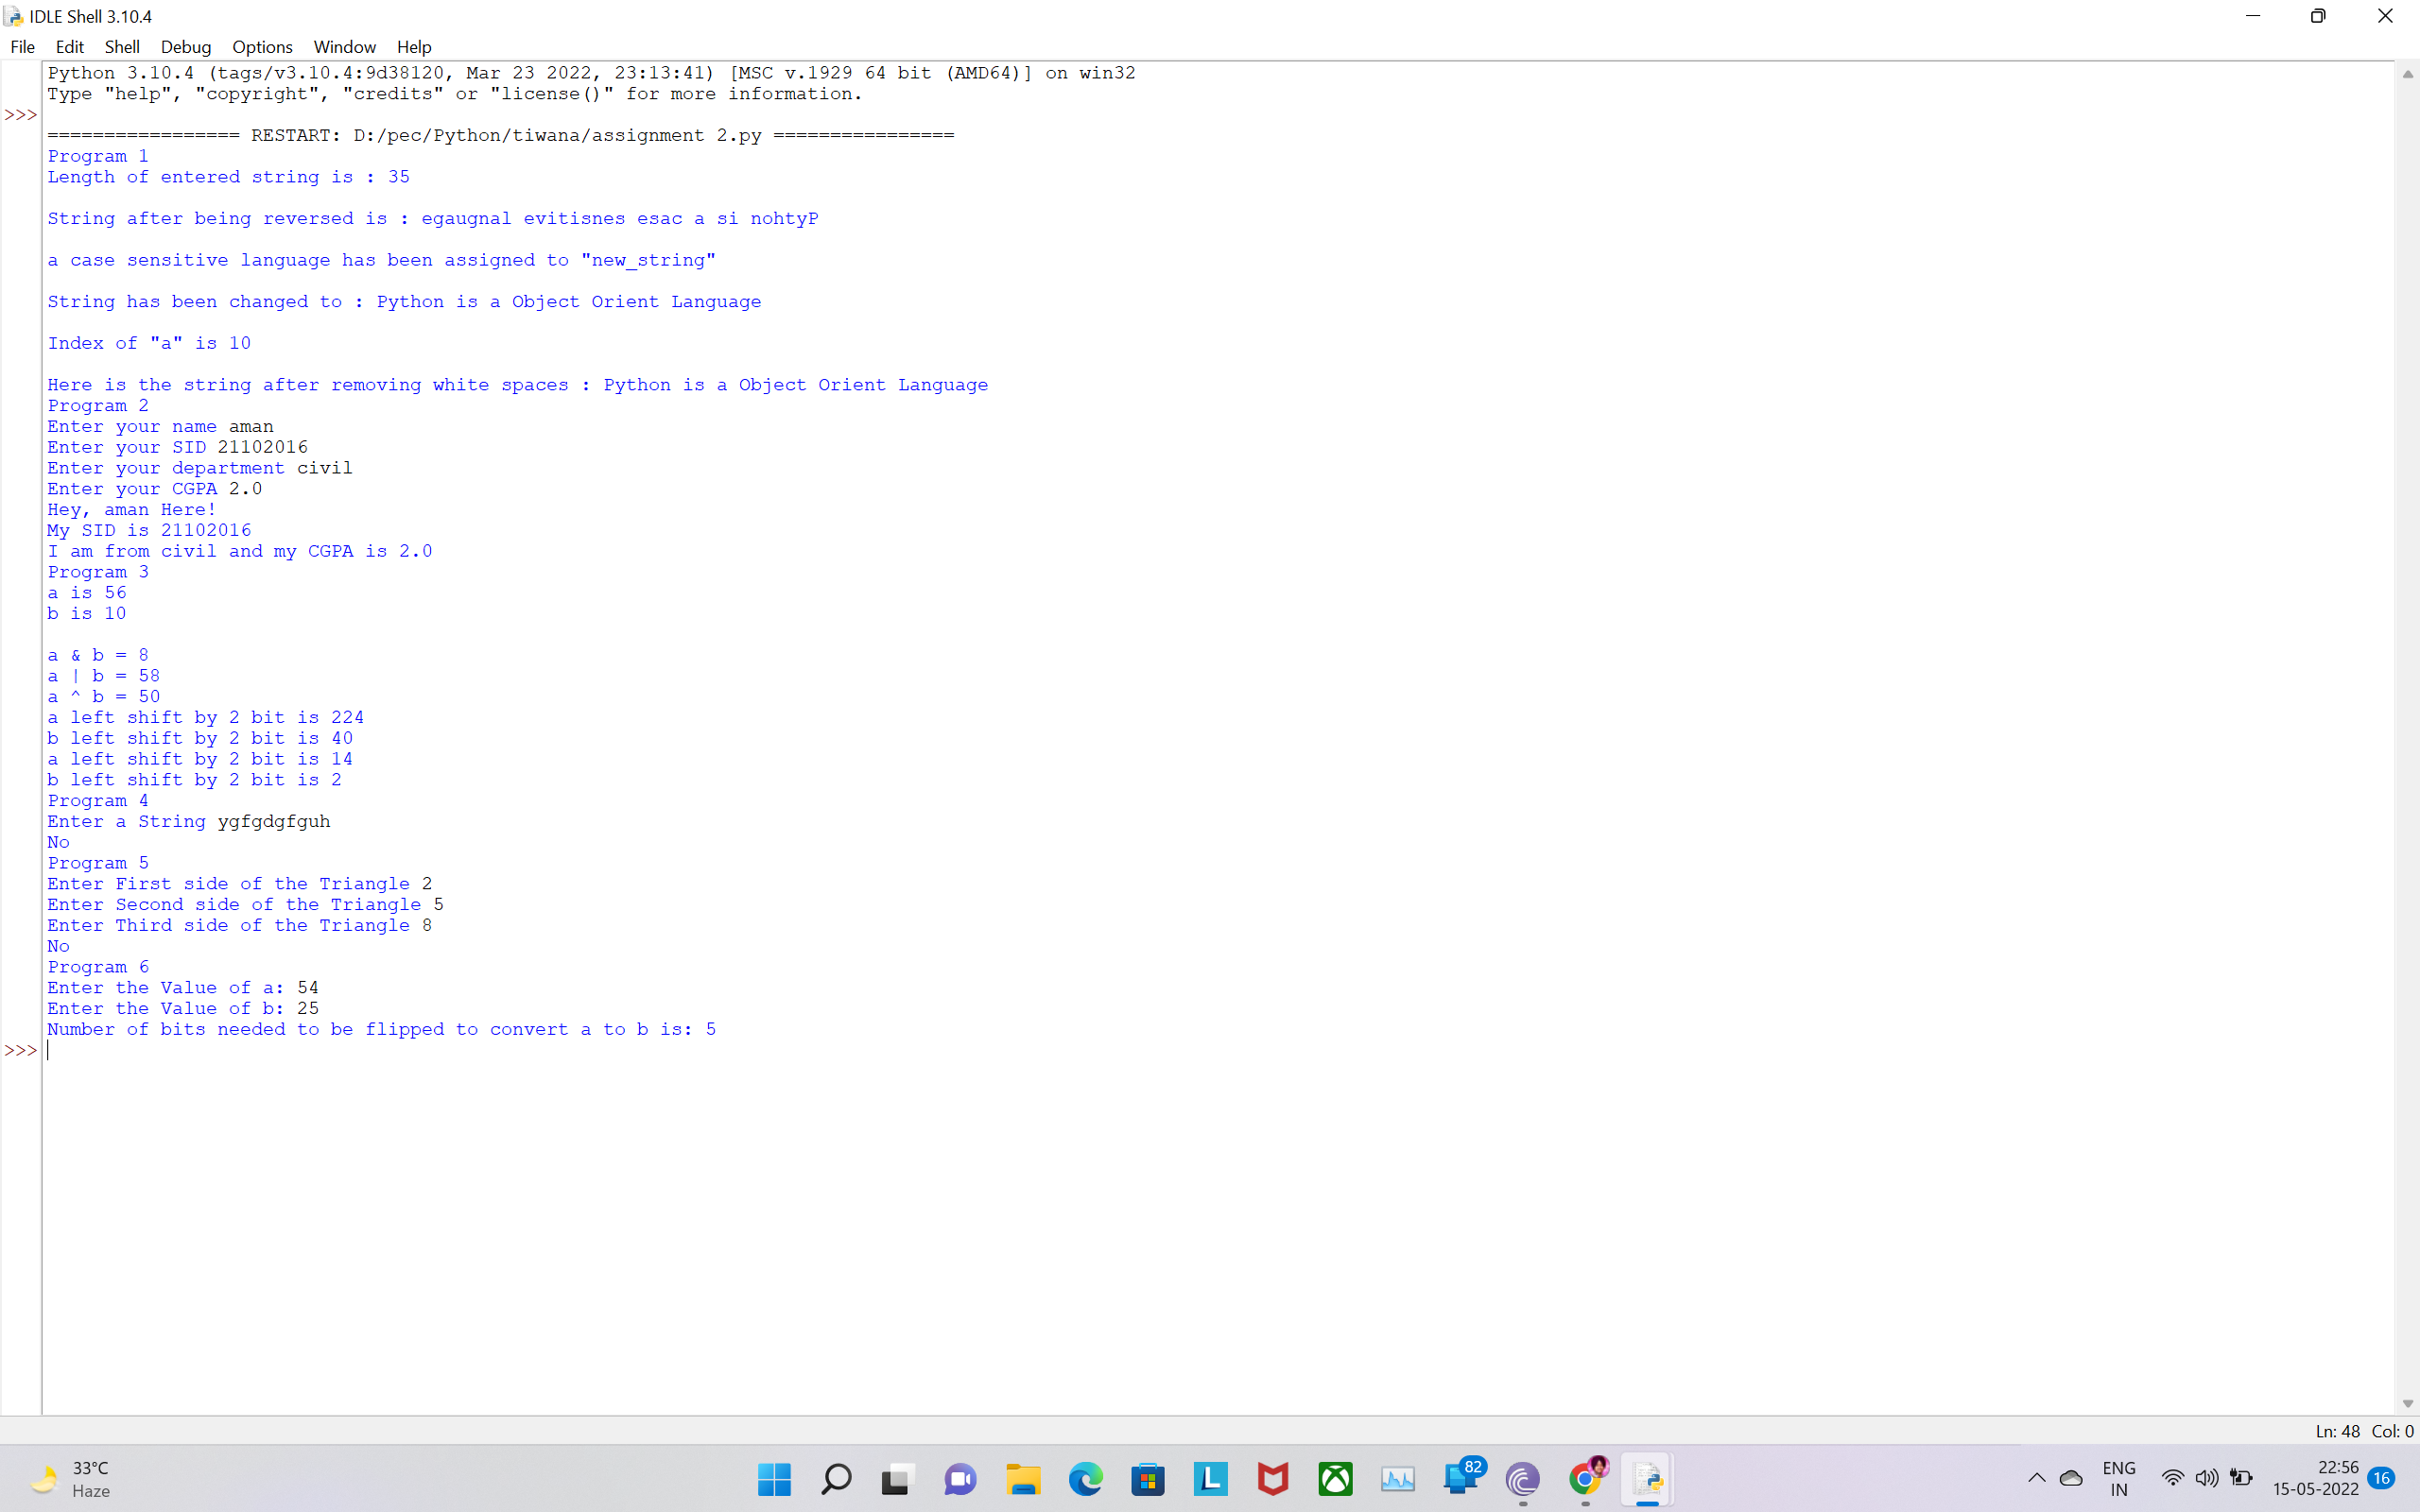 IDLE Shell 3.10.4
File Edit Shell Debug Options Window Help
Python 3.10.4 (tags/v3.10.4:9d38120, Mar 23 2022, 23:13:41) [MSC v.1929 64 bit (AMD64)] on win32
Type "help", "copyright", "credits" or "license()" for more information.
>>>
================= RESTART: D:/pec/Python/tiwana/assignment 2.py ================
Program 1
Length of entered string is : 35
String after being reversed is : egaugnal evitisnes esac a si nohtyP
a case sensitive language has been assigned to "new_string"
String has been changed to : Python is a Object Orient Language
Index of "a" is 10
Here is the string after removing white spaces : Python is a Object Orient Language
Program 2
Enter your name aman
Enter your SID 21102016
Enter your department civil
Enter your CGPA 2.0
Hey, aman Here!
My SID is 21102016
I am from civil and my CGPA is 2.0
Program 3
a is 56
b is 10
a & b = 8
a | b = 58
a ^ b = 50
a left shift by 2 bit is 224
b left shift by 2 bit is 40
a left shift by 2 bit is 14
b left shift by 2 bit is 2
Program 4
Enter a String ygfgdgfguh
No
Program 5
Enter First side of the Triangle 2
Enter Second side of the Triangle 5
Enter Third side of the Triangle 8
No
Program 6
Enter the Value of a: 54
Enter the Value of b: 25
Number of bits needed to be flipped to convert a to b is: 5
>>>
Ln: 48 Col: 0
33°C
Haze
L
82
ENG
IN
22:56
15-05-2022
16